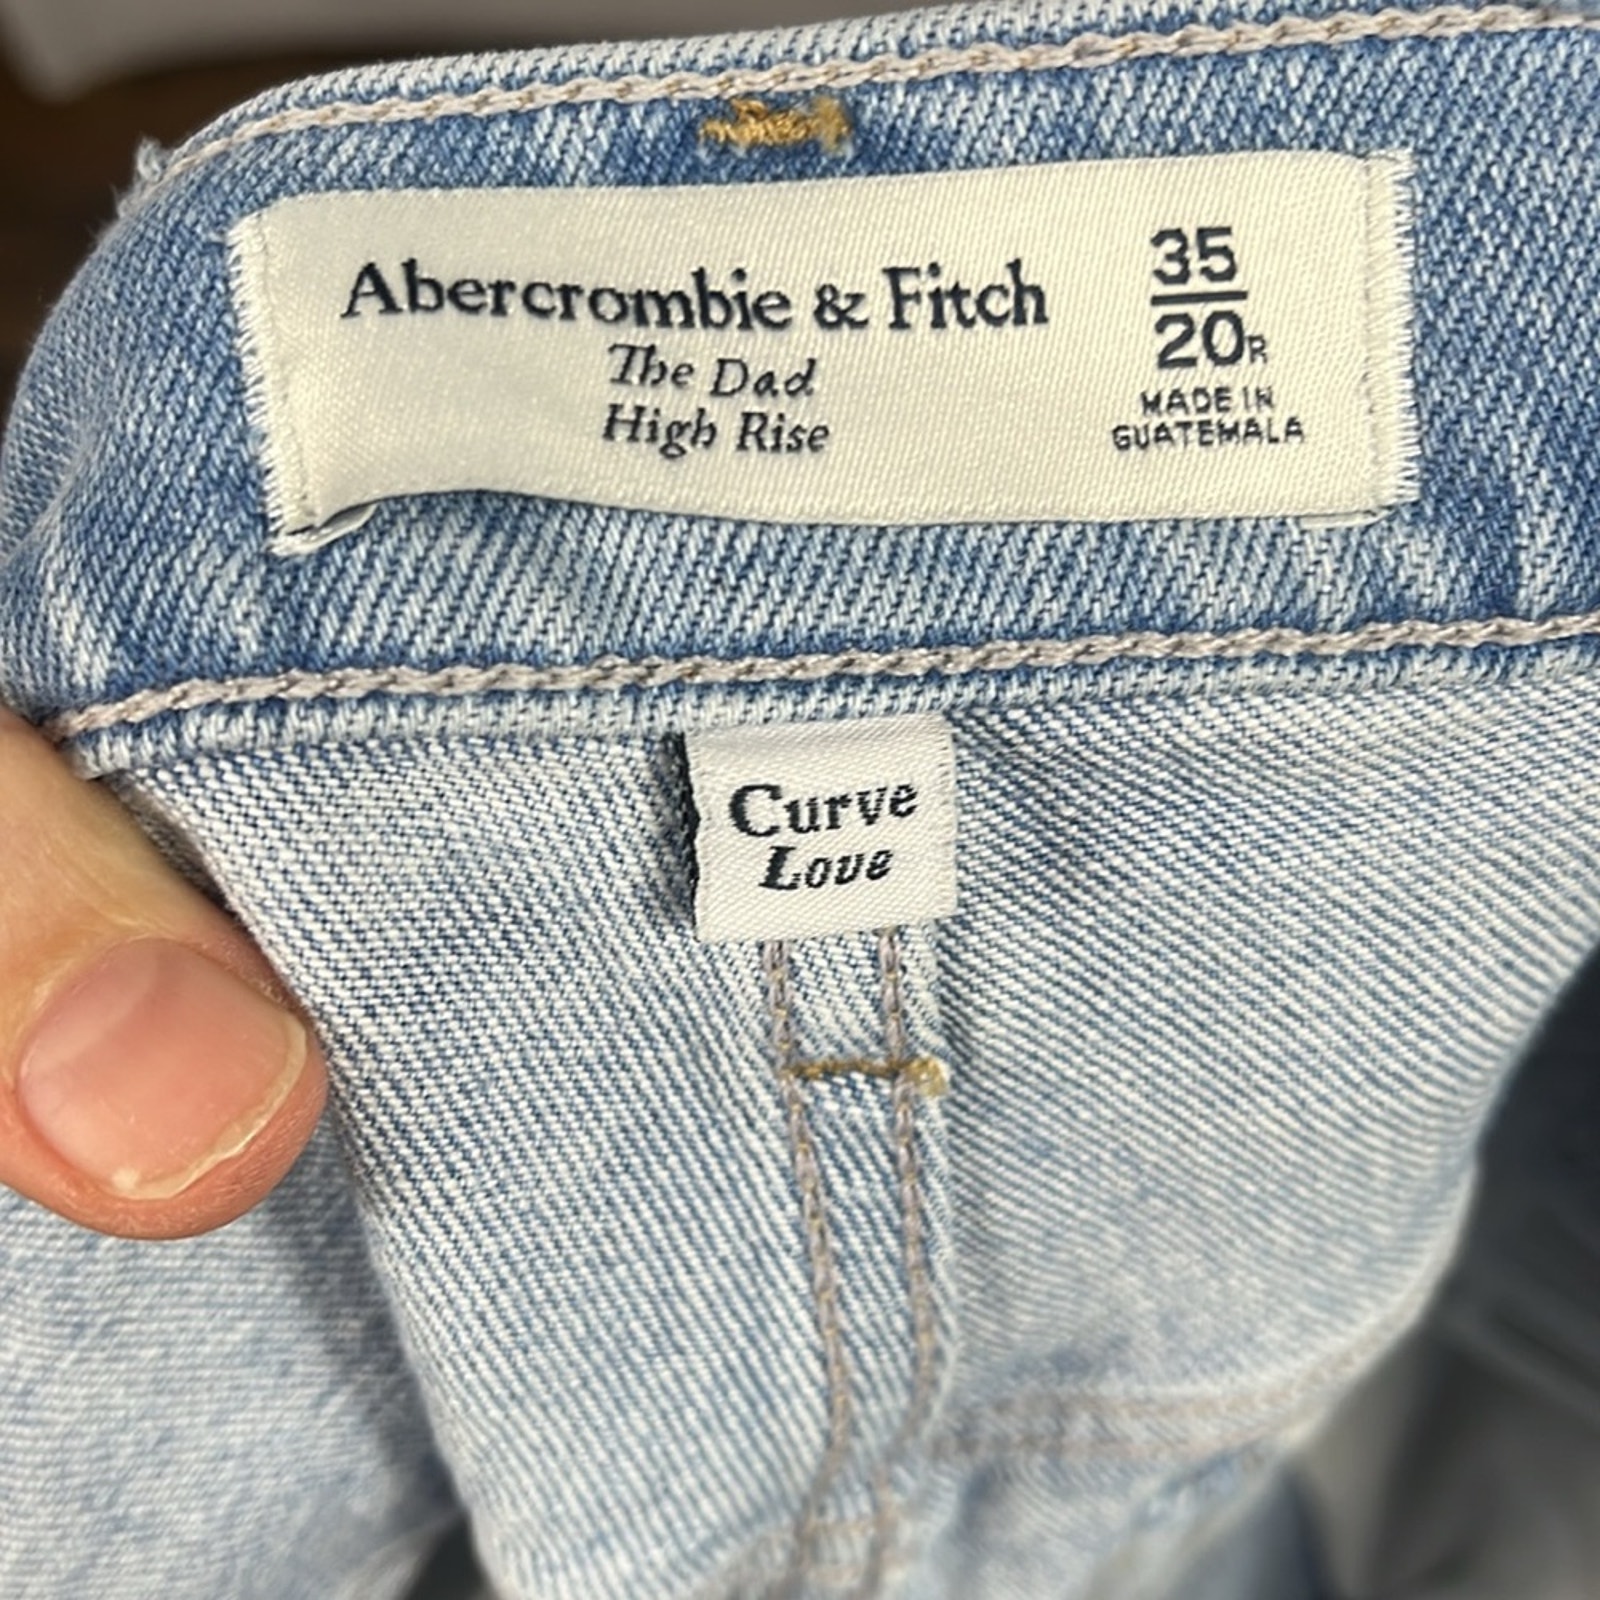 Abercrombie & Fitch
The Dad
High Rise
35
20R
MADE IN
GUATEMALA
Curve
Love